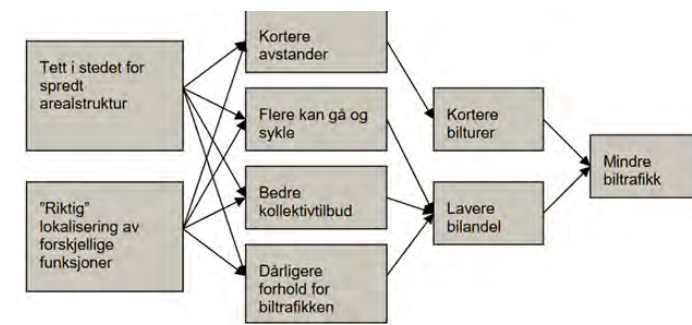 Tett i stedet for
spredt
arealstruktur
"Riktig"
lokalisering av
forskjellige
funksjoner
Kortere
avstander
Flere kan gå og
sykle
Bedre
kollektivtilbud
Dårligere
forhold for
biltrafikken
Kortere
bilturer
Lavere
bilandel
Mindre
biltrafikk